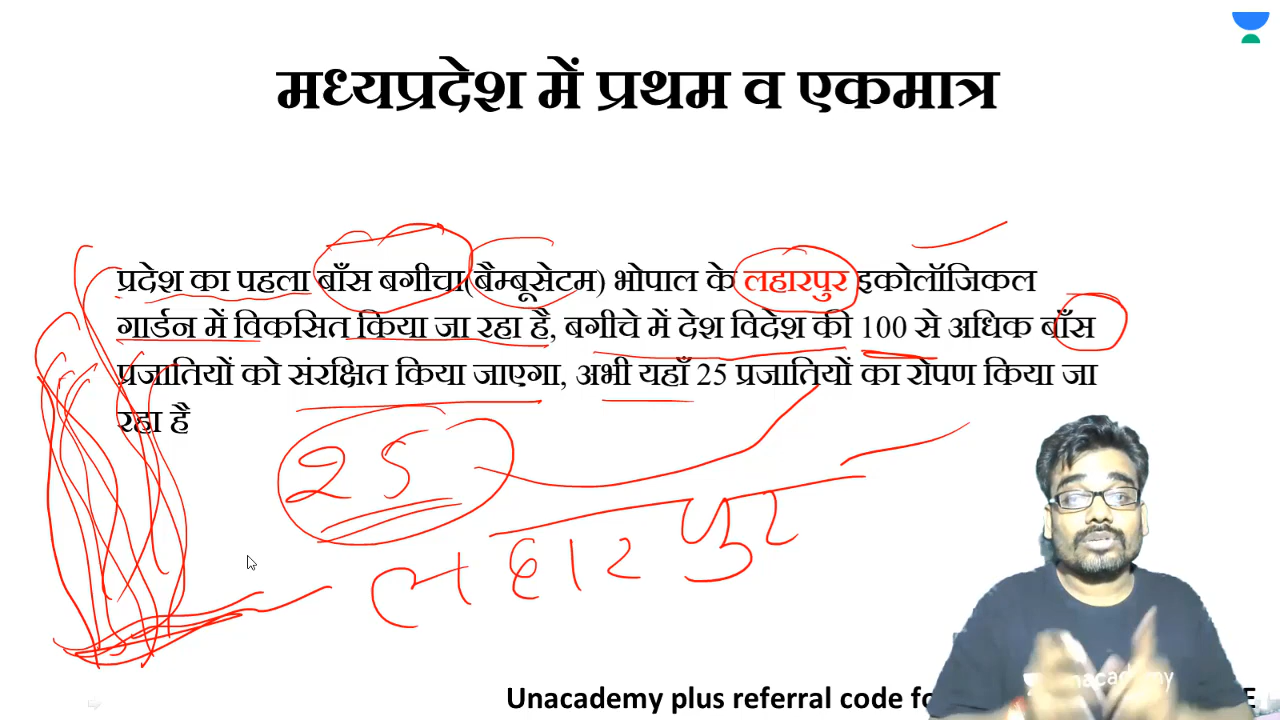 मध्यप्रदेश में प्रथम व एकमात्र
प्रदेश का पहला बाँस बगीचा(बैम्बूसेटम) भोपाल के लहारपुर इकोलॉजिकल
गार्डन में विकसित किया जा रहा है, बगीचे में देश विदेश की 100 से अधिक बाँस
प्रजातियों को संरक्षित किया जाएगा, अभी यहाँ 25 प्रजातियों का रोपण किया जा
रहा है
25
लहारपुर
unacademy
Unacademy plus referral code